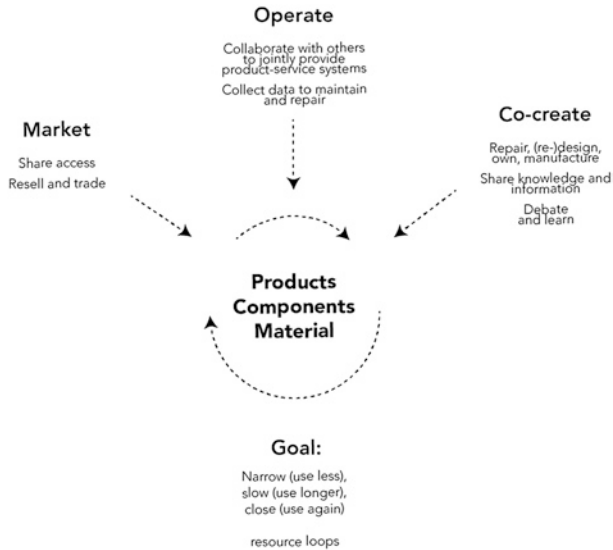 Operate
Collaborate with others
to jointly provide
product-service systems
Collect data to maintain
and repair
Market
Share access
Resell and trade
Co-create
Repair, (re-)design,
own, manufacture
Share knowledge and
information
Debate
and learn
Products
Components
Material
Goal:
Narrow (use less),
slow (use longer),
close (use again)
resource loops